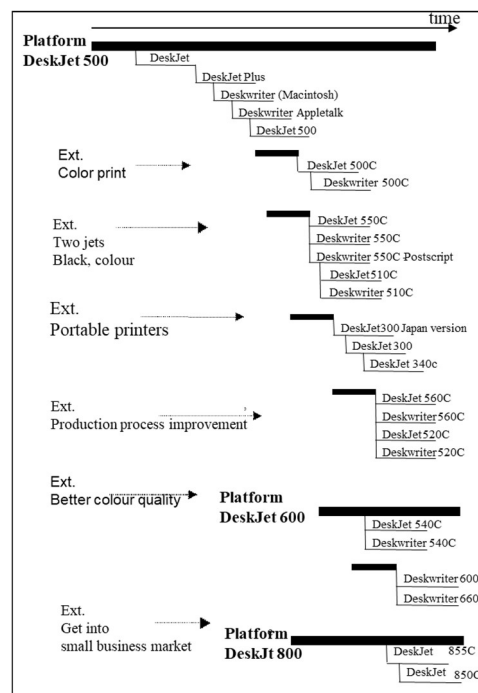 time
Platform
DeskJet 500
DeskJet
DeskJet Plus
Deskwriter (Macintosh)
Deskwriter Appletalk
DeskJet 500
Ext.
Color print
DeskJet 500C
Deskwriter 500C
Ext.
Two jets
Black, colour
DeskJet 550C
Deskwriter 550C
Deskwriter 550C Postscript
DeskJet510C
Deskwriter 510C
Ext.
Portable printers
DeskJet300 Japan version
DeskJet 300
DeskJet 340c
Ext.
Production process improvement
DeskJet 560C
Deskwriter560C
DeskJet520C
Deskwriter520C
Ext.
Better colour quality
Platform
DeskJet 600
DeskJet 540C
Deskwriter 540C
Deskwriter600
Deskwriter 660
Ext.
Get into
small business market
Platform
DeskJt 800
DeskJet 855C
DeskJet 850C